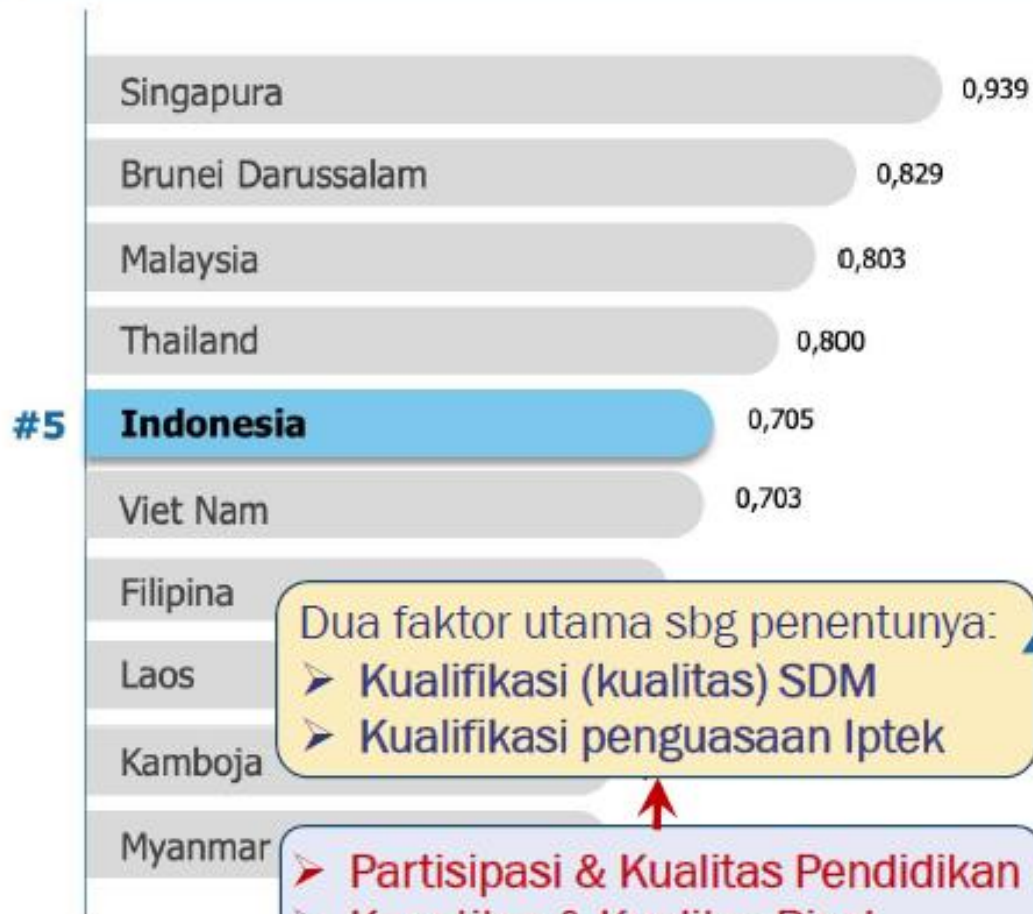 Singapura 0,939
Brunei Darussalam 0,829
Malaysia 0,803
Thailand 0,800
#5 Indonesia 0,705
Viet Nam 0,703
Filipina
Dua faktor utama sbg penentunya:
Laos
➤ Kualifikasi (kualitas) SDM
➤ Kualifikasi penguasaan Iptek
Kamboja
Myanmar
➤ Partisipasi & Kualitas Pendidikan